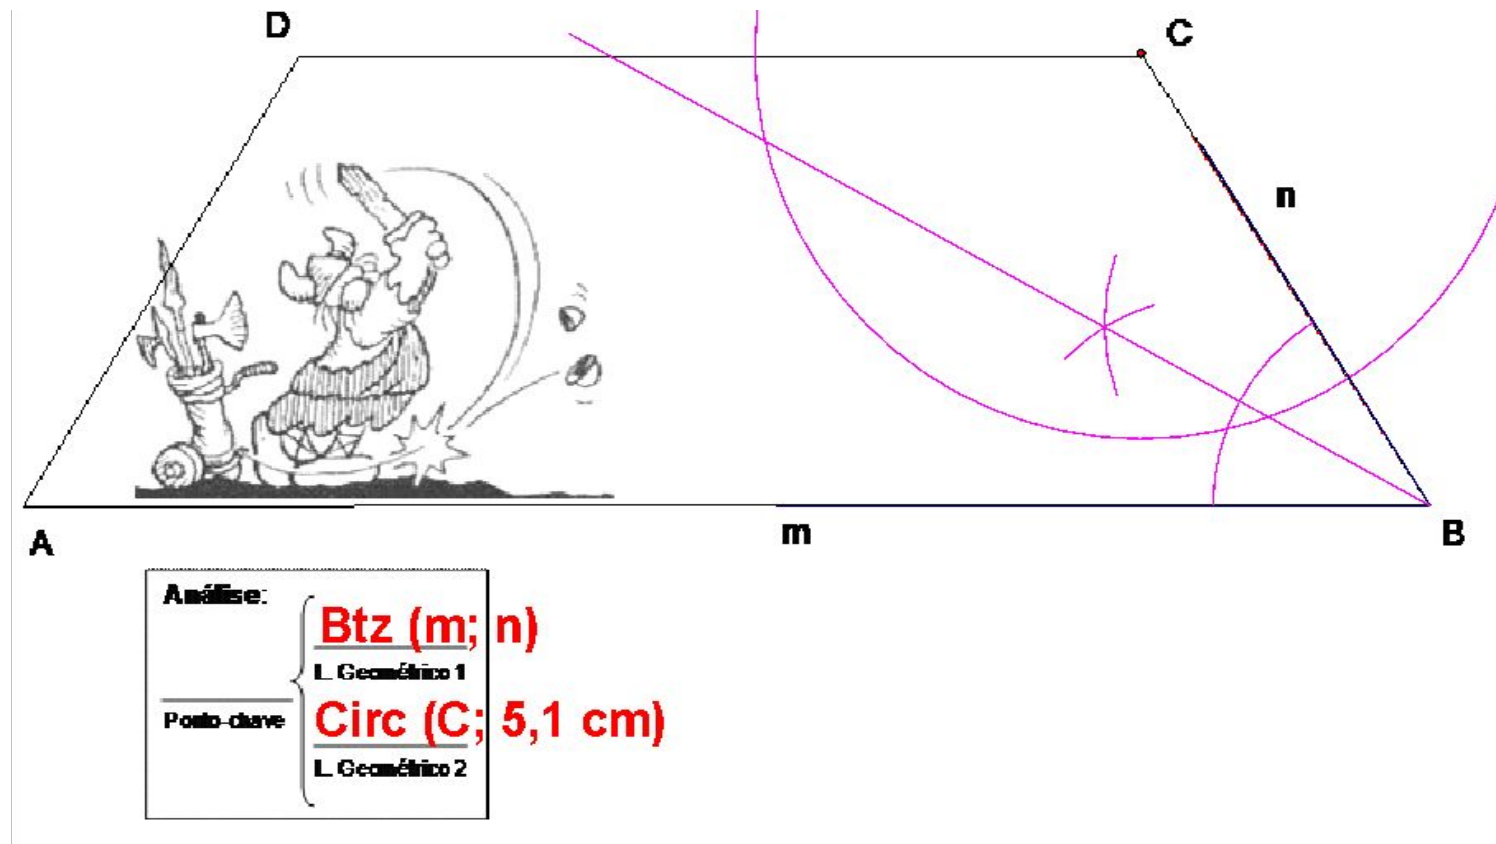 D
C
n
A
m
B
Análise:
Btz (m; n)
L. Geométrico 1
Ponto-chave
Circ (C; 5,1 cm)
L. Geométrico 2